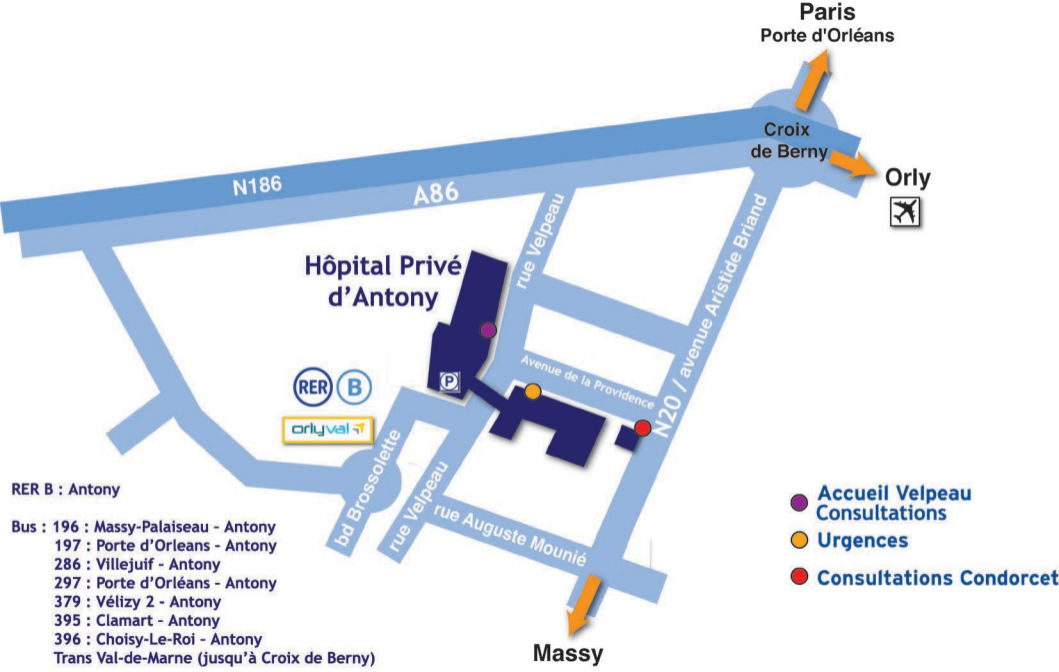 Paris
Porte d'Orléans
Croix
de Berny
Orly
N186
A86
rue Velpeau
N20 / avenue Aristide Briand
Hôpital Privé
d'Antony
P
Avenue de la Providence
RER B
orlyval
bd Brossolette
rue Velpeau
rue Auguste Mounié
Massy
RER B : Antony
Bus : 196 : Massy-Palaiseau - Antony
197 : Porte d'Orleans - Antony
286 : Villejuif - Antony
297 : Porte d'Orléans - Antony
379 : Vélizy 2 - Antony
395 : Clamart - Antony
396 : Choisy-Le-Roi - Antony
Trans Val-de-Marne (jusqu'à Croix de Berny)
Accueil Velpeau
Consultations
Urgences
Consultations Condorcet